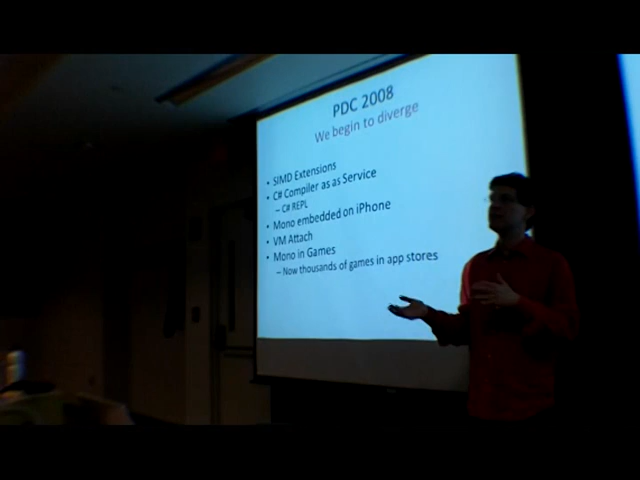 PDC 2008
We begin to diverge
• SIMD Extensions
• C# Compiler as as Service
– C# REPL
• Mono embedded on iPhone
• VM Attach
• Mono in Games
– Now thousands of games in app stores